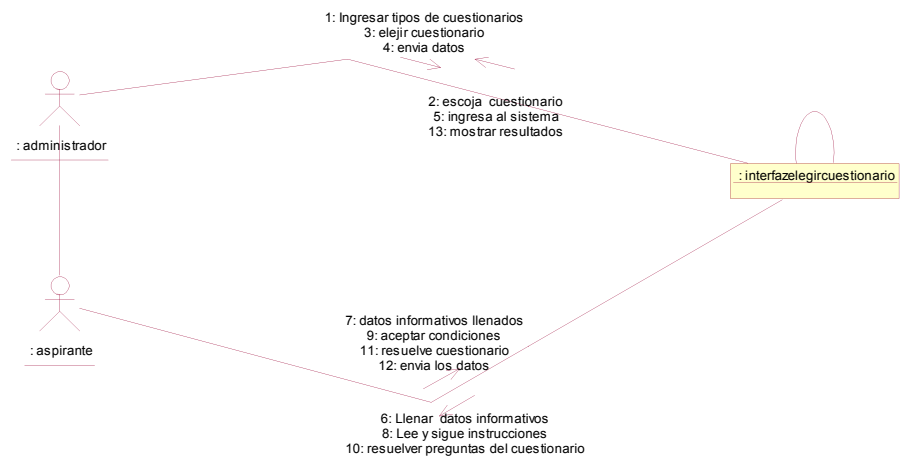 1: Ingresar tipos de cuestionarios
3: elejir cuestionario
4: envia datos
2: escoja cuestionario
5: ingresa al sistema
13: mostrar resultados
: administrador
: interfazelegircuestionario
7: datos informativos llenados
9: aceptar condiciones
11: resuelve cuestionario
12: envia los datos
: aspirante
6: Llenar datos informativos
8: Lee y sigue instrucciones
10: resuelver preguntas del cuestionario